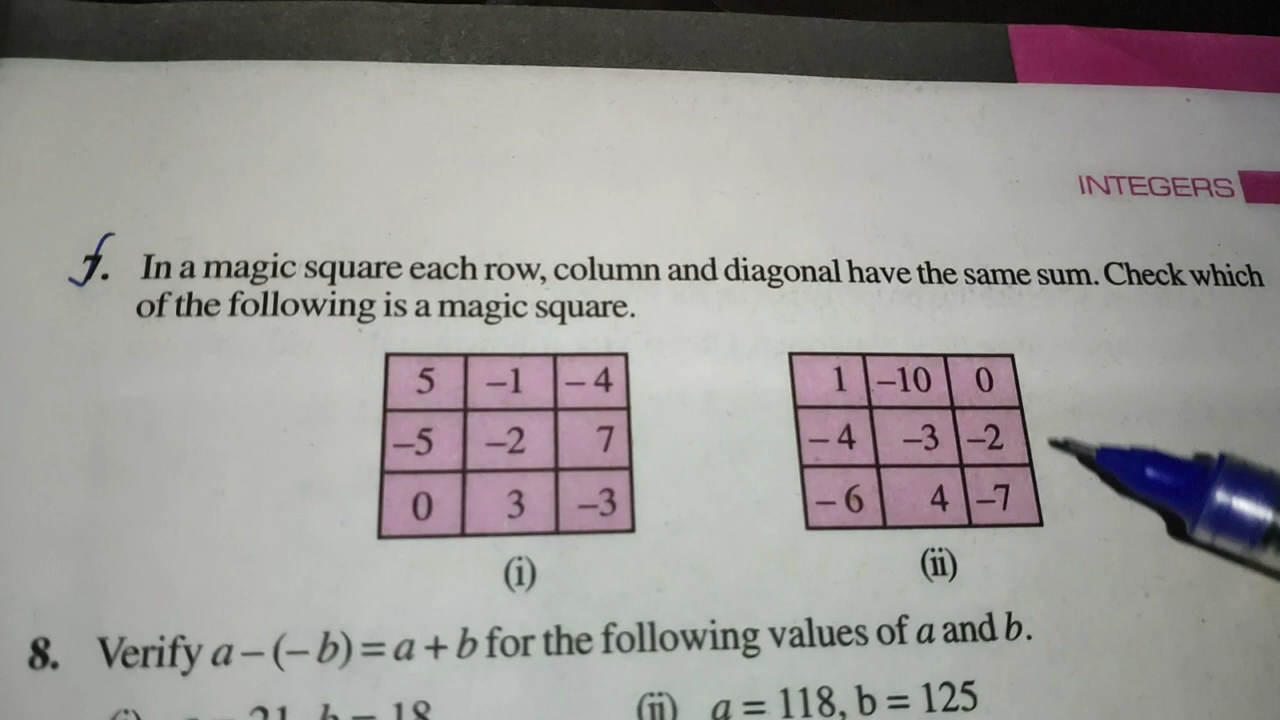 INTEGERS
7. In a magic square each row, column and diagonal have the same sum. Check which
of the following is a magic square.
5 –1 –4
–5 –2 7
0 3 –3
(i)
1 –10 0
–4 –3 –2
–6 4 –7
(ii)
8. Verify a – (– b) = a + b for the following values of a and b.
(ii) a = 118, b = 125